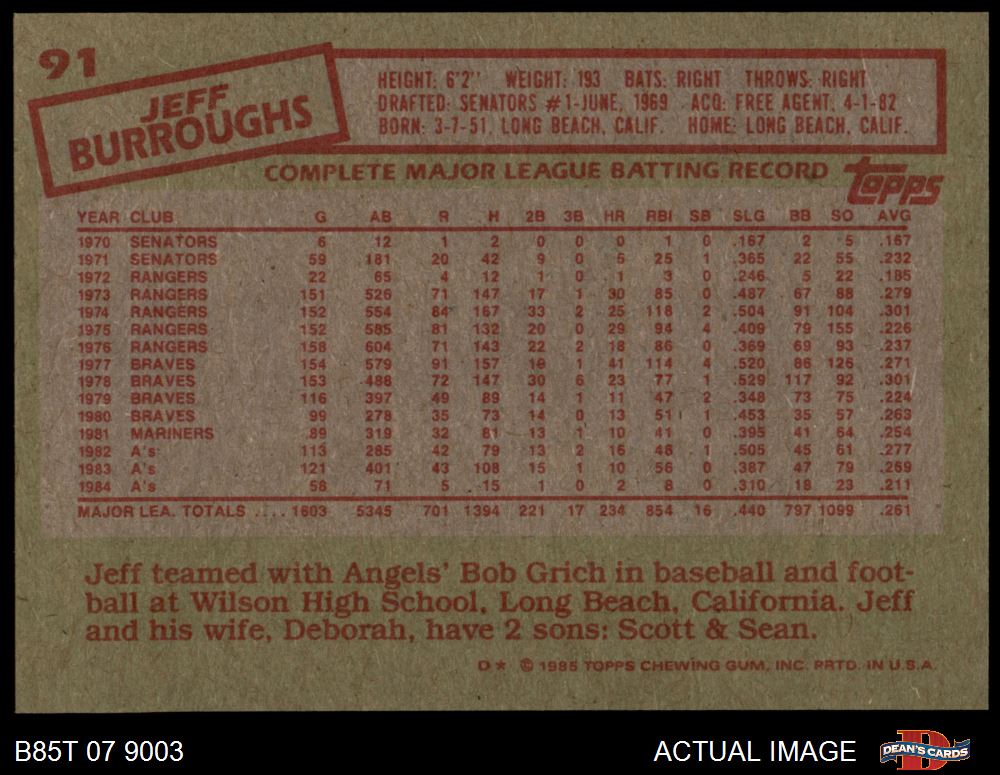 91
JEFF
BURROUGHS
HEIGHT: 6'2" WEIGHT: 193 BATS: RIGHT THROWS: RIGHT
DRAFTED: SENATORS #1-JUNE, 1969 ACQ: FREE AGENT, 4-1-82
BORN: 3-7-51, LONG BEACH, CALIF. HOME: LONG BEACH, CALIF.
COMPLETE MAJOR LEAGUE BATTING RECORD topps
YEAR CLUB G AB R H 2B 3B HR RBI SB SLG BB SO AVG
1970 SENATORS 6 12 1 2 0 0 0 1 0 .167 2 5 .167
1971 SENATORS 59 181 20 42 9 0 5 25 1 .365 22 55 .232
1972 RANGERS 22 65 4 12 1 0 1 3 0 .246 5 22 .185
1973 RANGERS 151 526 71 147 17 1 30 85 0 .487 67 88 .279
1974 RANGERS 152 554 84 167 33 2 25 118 2 .504 91 104 .301
1975 RANGERS 152 585 81 132 20 0 29 94 4 .409 79 155 .226
1976 RANGERS 158 604 71 143 22 2 18 86 0 .369 69 93 .237
1977 BRAVES 154 579 91 157 19 1 41 114 4 .520 86 126 .271
1978 BRAVES 153 488 72 147 30 6 23 77 1 .529 117 92 .301
1979 BRAVES 116 397 49 89 14 1 11 47 2 .348 73 75 .224
1980 BRAVES 99 278 35 73 14 0 13 51 1 .453 35 57 .263
1981 MARINERS 89 319 32 81 13 1 10 41 0 .395 41 64 .254
1982 A's 113 285 42 79 13 2 16 48 1 .505 45 61 .277
1983 A's 121 401 43 108 15 1 10 56 0 .387 47 79 .269
1984 A's 58 71 5 15 1 0 2 8 0 .310 18 23 .211
MAJOR LEA. TOTALS .... 1603 5345 701 1394 221 17 234 854 16 .440 797 1099 .261
Jeff teamed with Angels' Bob Grich in baseball and foot-
ball at Wilson High School, Long Beach, California. Jeff
and his wife, Deborah, have 2 sons: Scott & Sean.
D* © 1985 TOPPS CHEWING GUM, INC. PRTD. IN U.S.A.
B85T 07 9003 ACTUAL IMAGE D DEAN'S CARDS